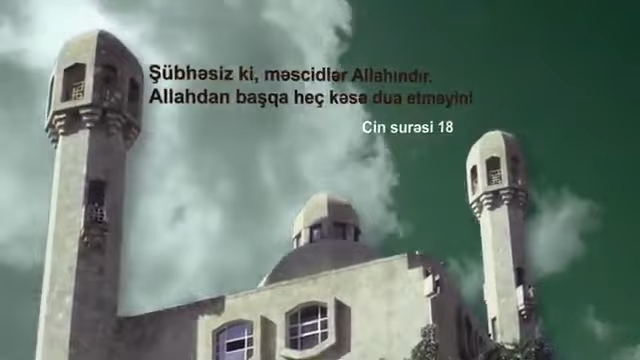 Şübhəsiz ki, məscidlər Allahındır.
Allahdan başqa heç kəsə dua etməyin!
Cin surəsi 18